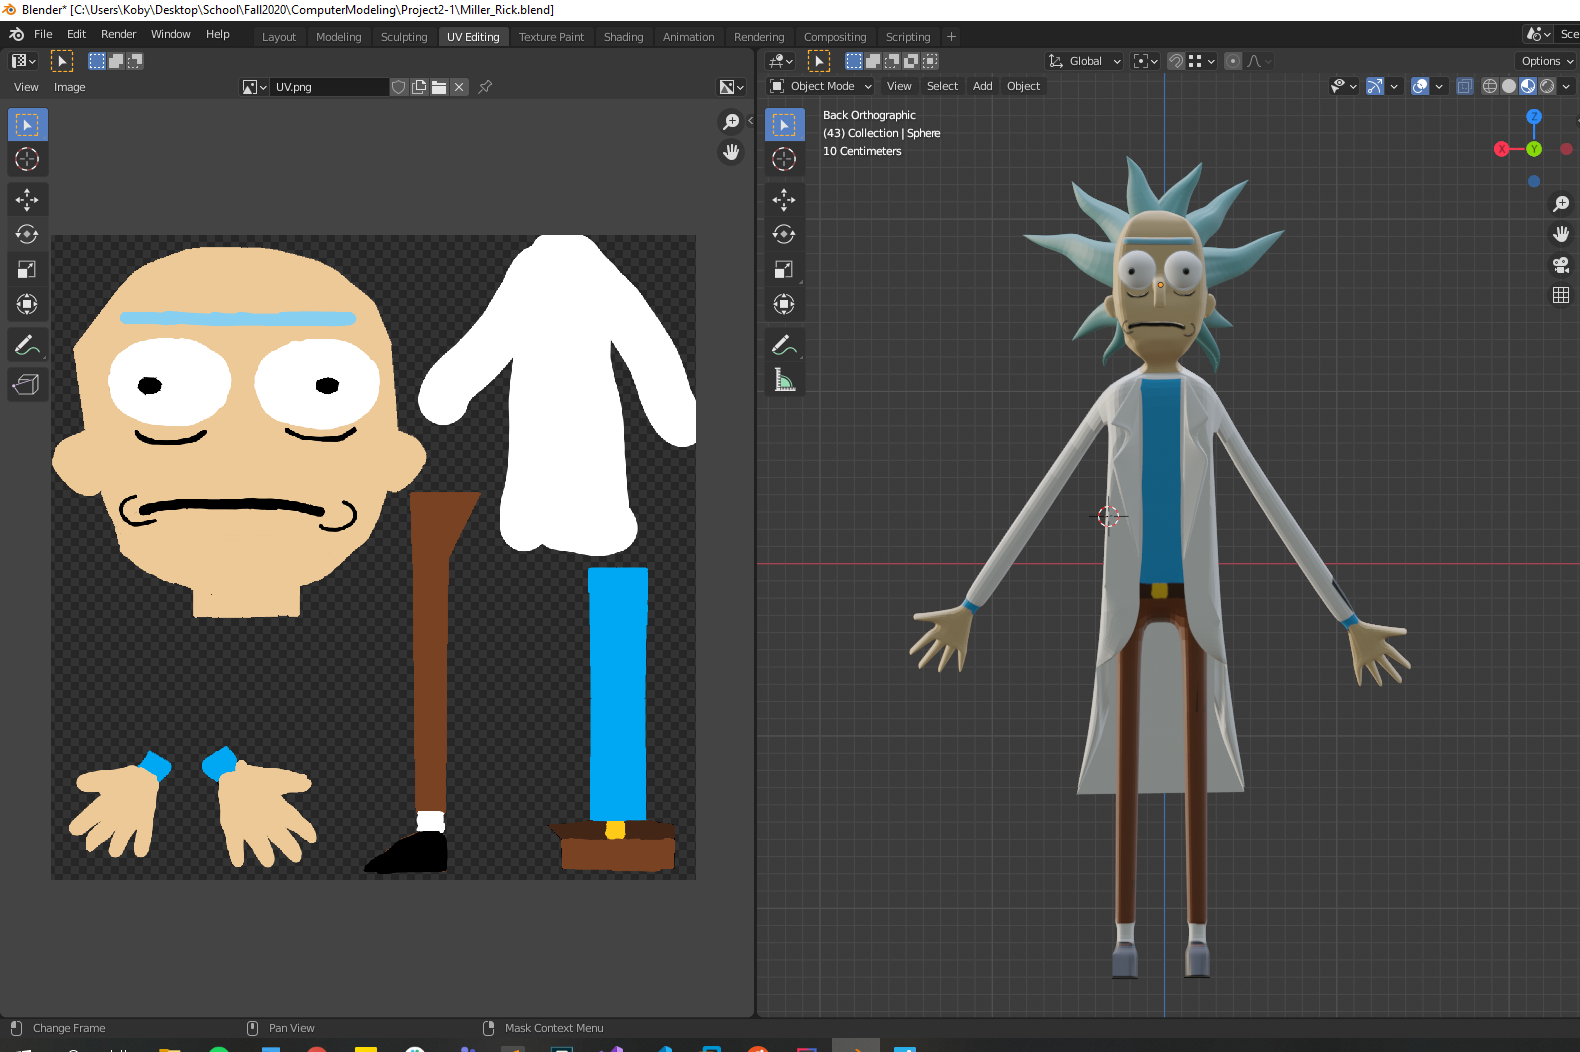 Blender* [C:\Users\Koby\Desktop\School\Fall2020\ComputerModeling\Project2-1\Miller_Rick.blend]
File Edit Render Window Help Layout Modeling Sculpting UV Editing Texture Paint Shading Animation Rendering Compositing Scripting + Sce
Global Options
View Image UV.png Object Mode View Select Add Object
Back Orthographic
(43) Collection | Sphere
10 Centimeters
Z
X Y
Change Frame Pan View Mask Context Menu